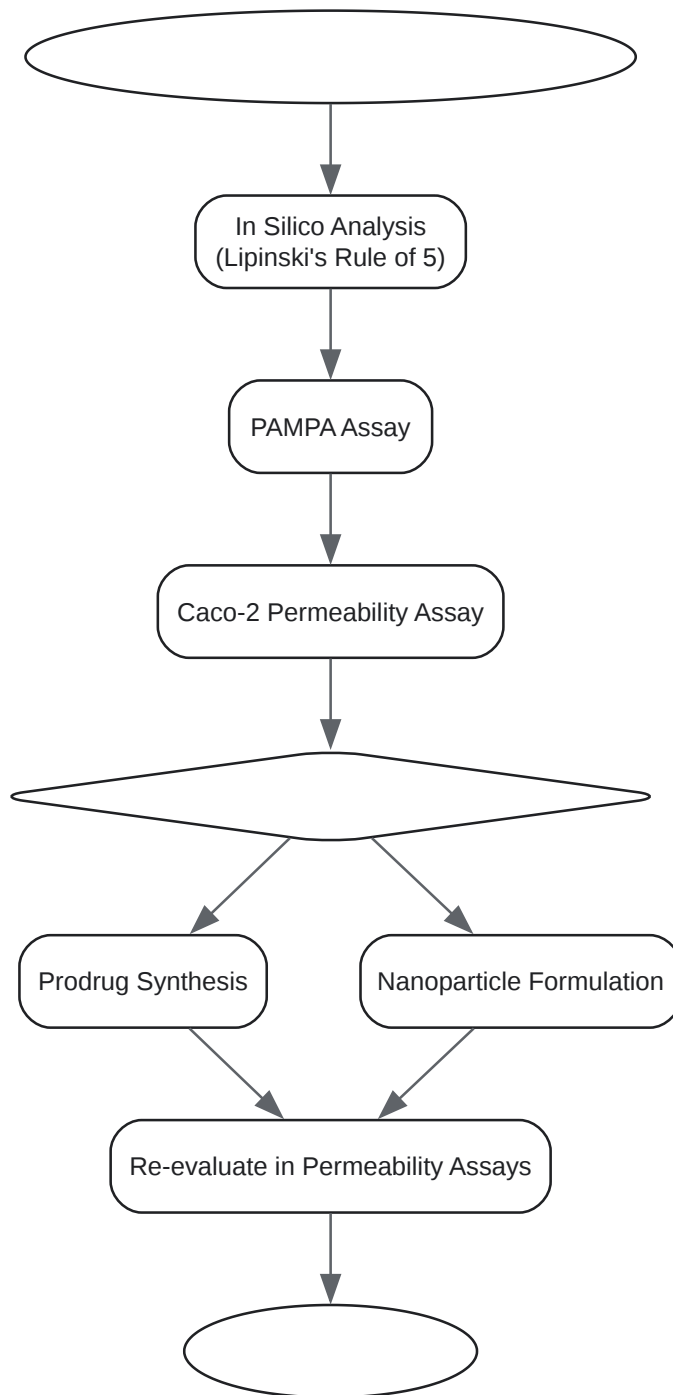 In Silico Analysis
(Lipinski's Rule of 5)
PAMPA Assay
Caco-2 Permeability Assay
Prodrug Synthesis
Nanoparticle Formulation
Re-evaluate in Permeability Assays